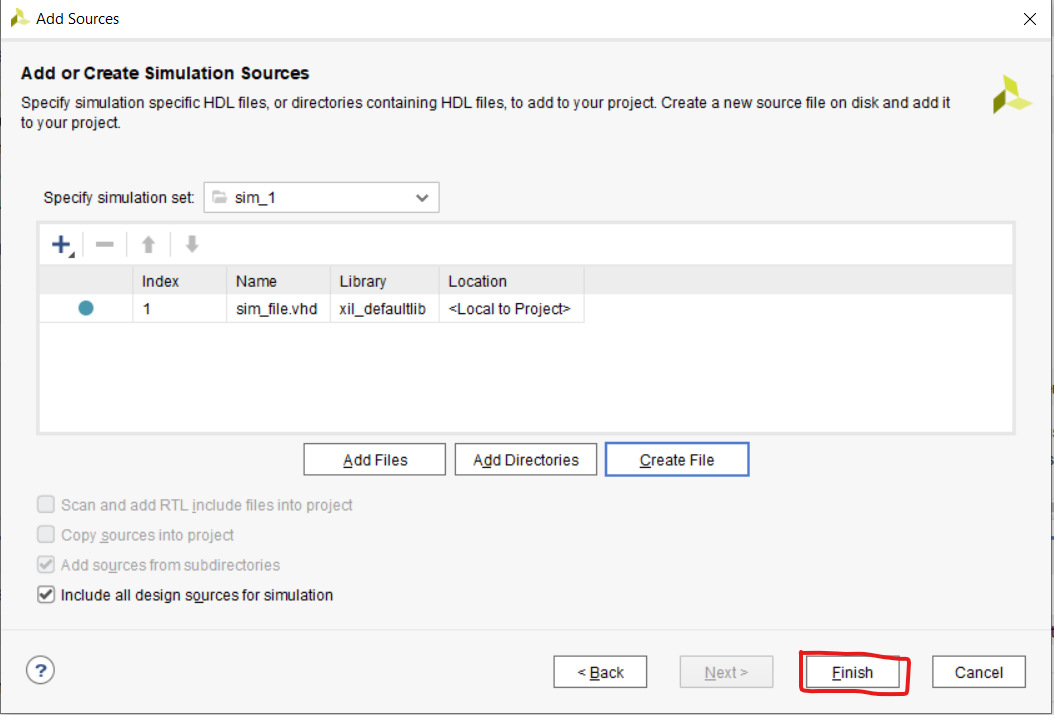 Add Sources
Add or Create Simulation Sources
Specify simulation specific HDL files, or directories containing HDL files, to add to your project. Create a new source file on disk and add it
to your project.
Specify simulation set: sim_1
Index Name Library Location
1 sim_file.vhd xil_defaultlib <Local to Project>
Add Files Add Directories Create File
Scan and add RTL include files into project
Copy sources into project
Add sources from subdirectories
Include all design sources for simulation
? < Back Next > Finish Cancel